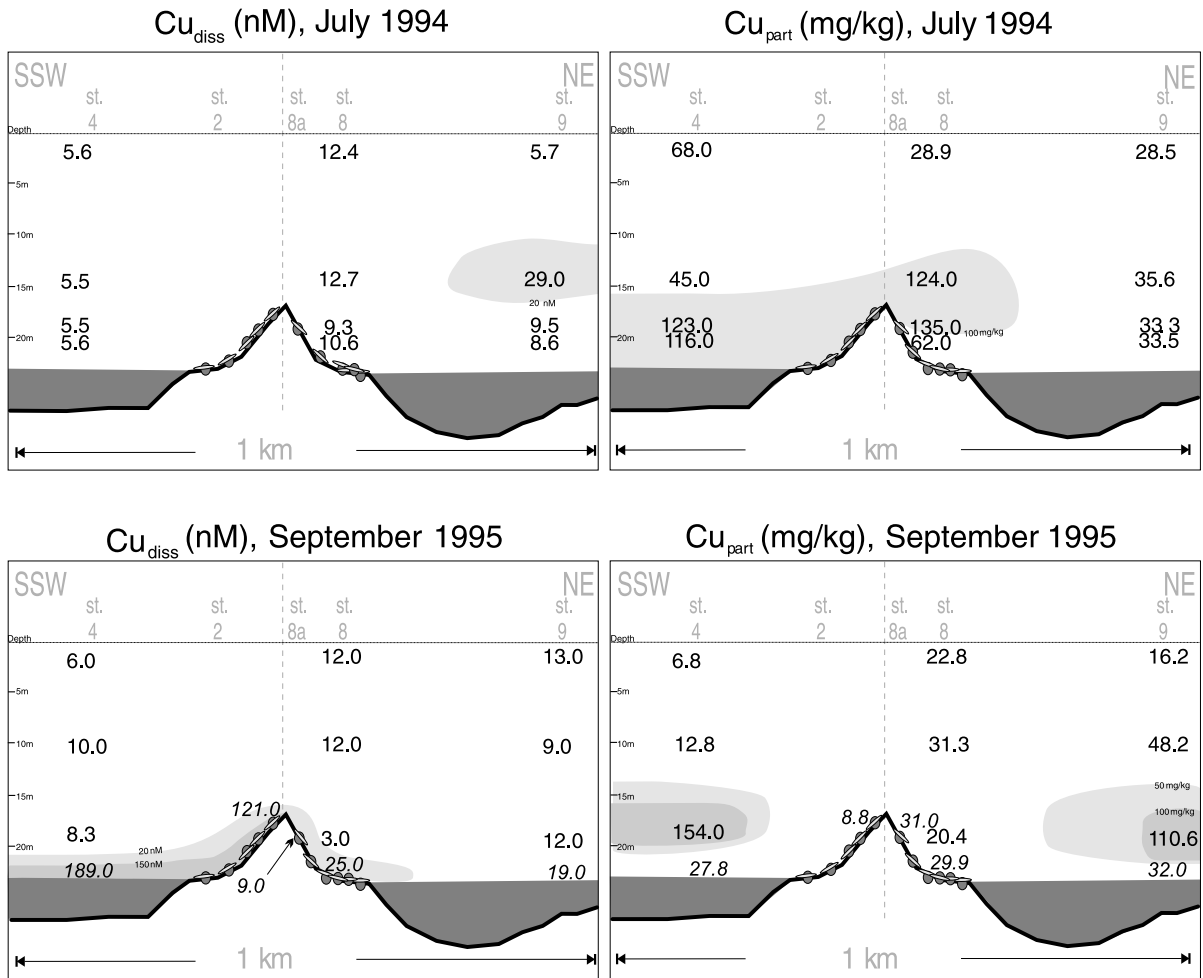 Cu_diss (nM), July 1994
SSW NE
st. st. st. st. st.
4 2 8a 8 9
Depth
5.6 12.4 5.7
5m
10m
5.5 12.7 29.0
15m
20 nM
5.5 9.3 9.5
20m 5.6 10.6 8.6
1 km
Cu_part (mg/kg), July 1994
SSW NE
st. st. st. st. st.
4 2 8a 8 9
Depth
68.0 28.9 28.5
5m
10m
45.0 124.0 35.6
15m
123.0 135.0 100 mg/kg 33.3
20m 116.0 62.0 33.5
1 km
Cu_diss (nM), September 1995
SSW NE
st. st. st. st. st.
4 2 8a 8 9
Depth
6.0 12.0 13.0
5m
10m 10.0 12.0 9.0
15m
121.0
8.3 3.0 12.0
20m 20 nM
150 nM
189.0 25.0 19.0
9.0
1 km
Cu_part (mg/kg), September 1995
SSW NE
st. st. st. st. st.
4 2 8a 8 9
Depth
6.8 22.8 16.2
5m
10m 12.8 31.3 48.2
50 mg/kg
15m
100 mg/kg
8.8 31.0
154.0 20.4 110.6
20m
27.8 29.9 32.0
1 km